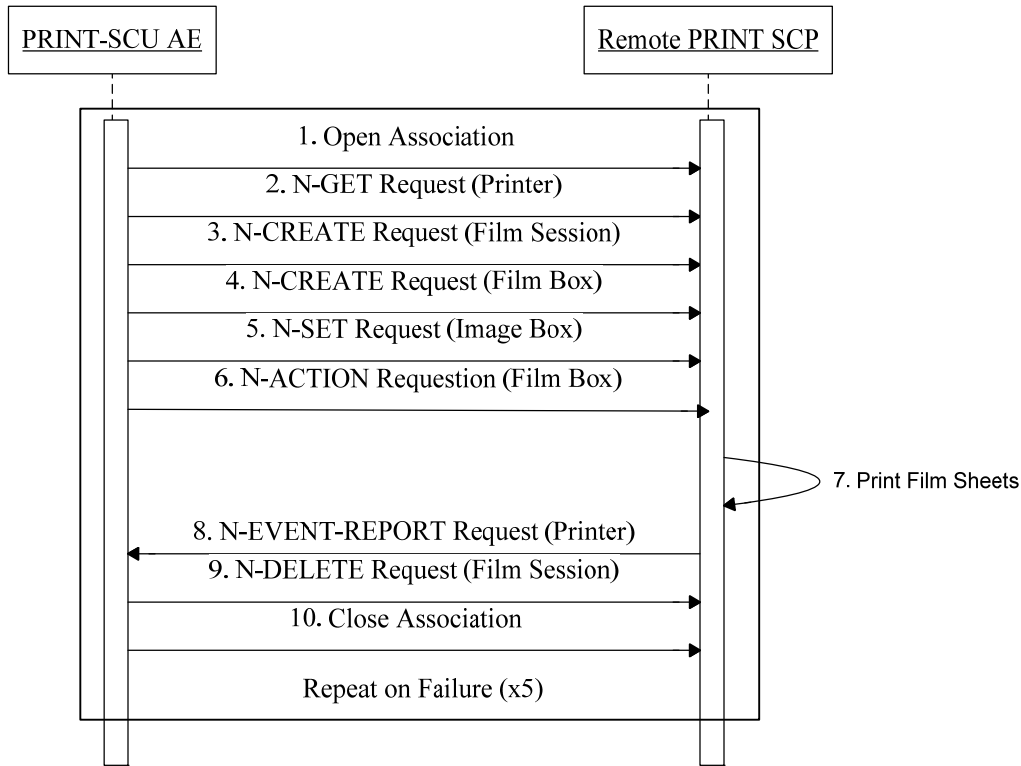 PRINT-SCU AE
Remote PRINT SCP
1. Open Association
2. N-GET Request (Printer)
3. N-CREATE Request (Film Session)
4. N-CREATE Request (Film Box)
5. N-SET Request (Image Box)
6. N-ACTION Requestion (Film Box)
7. Print Film Sheets
8. N-EVENT-REPORT Request (Printer)
9. N-DELETE Request (Film Session)
10. Close Association
Repeat on Failure (x5)